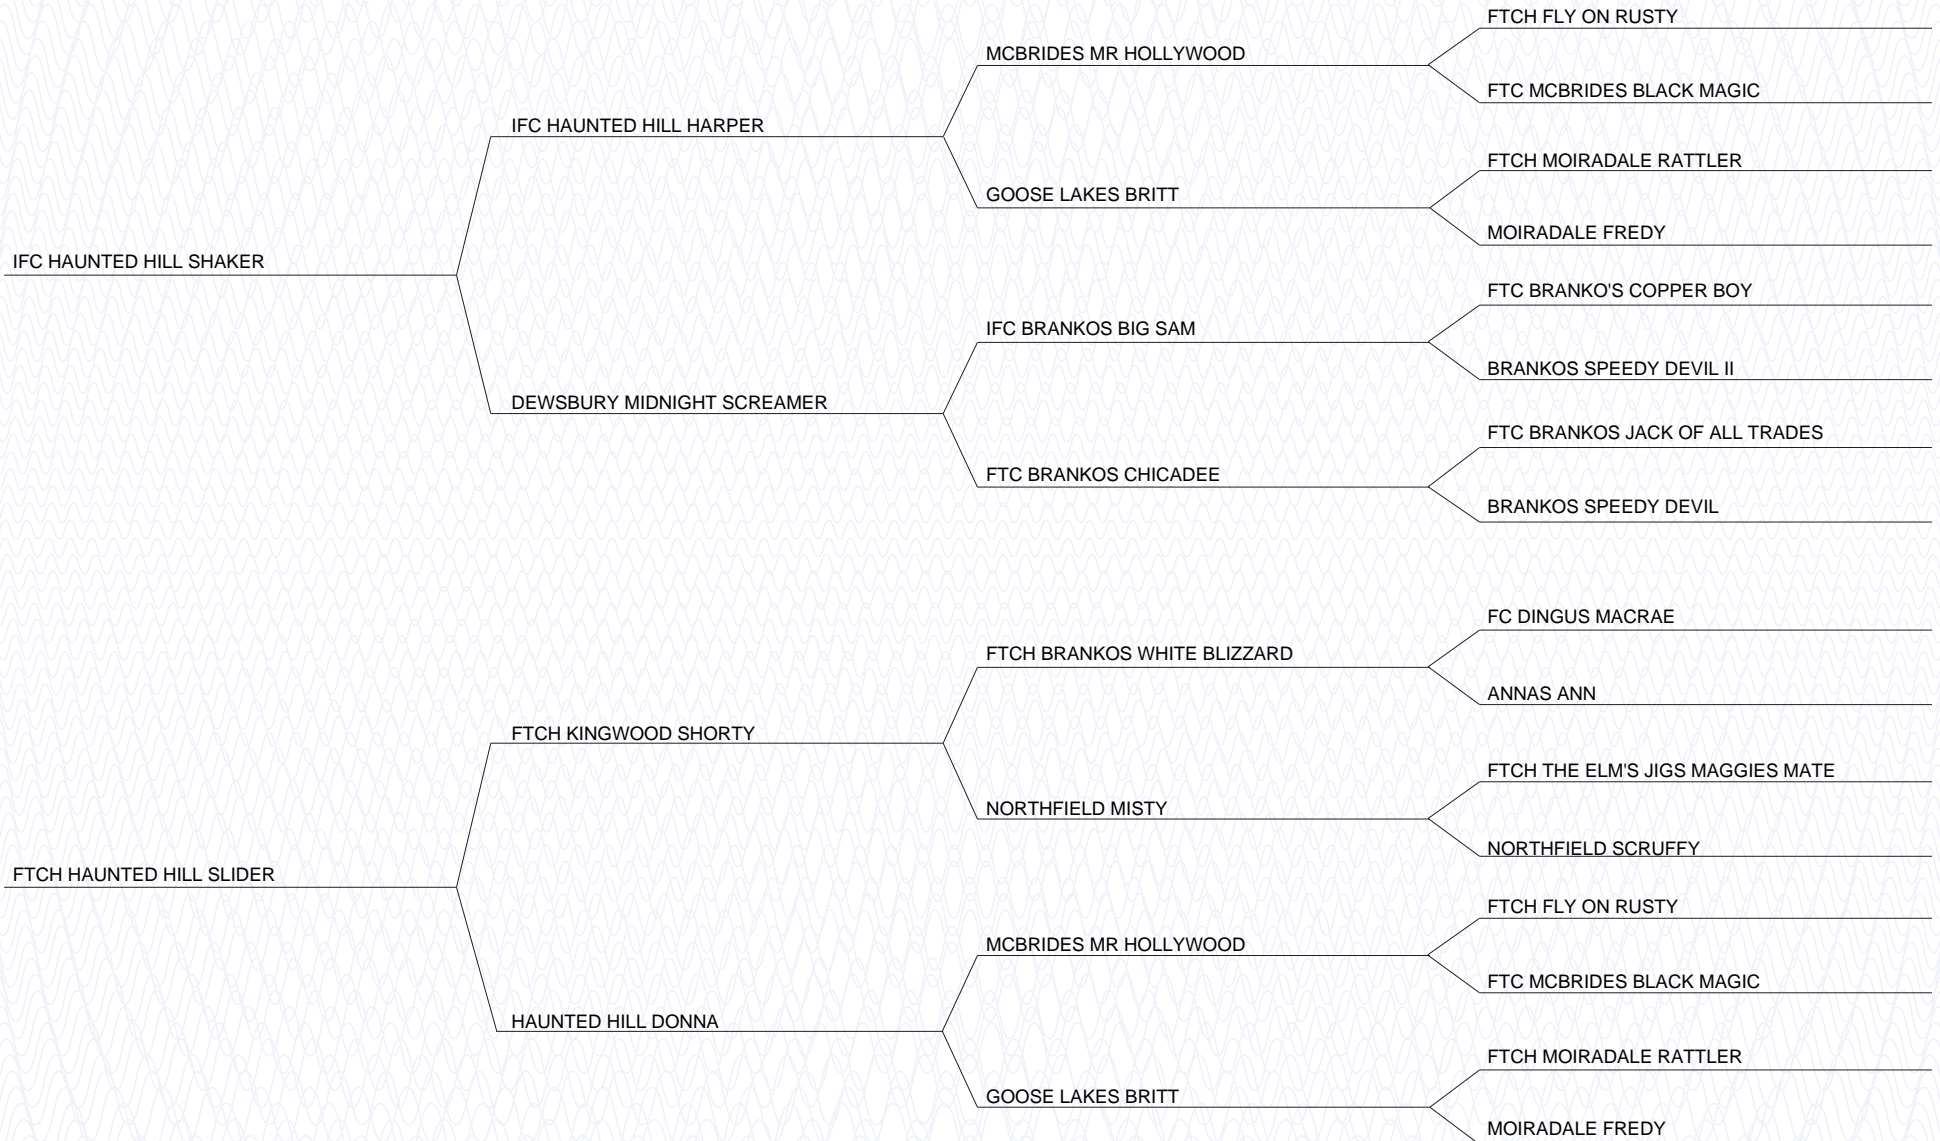 FTCH FLY ON RUSTY
MCBRIDES MR HOLLYWOOD
FTC MCBRIDES BLACK MAGIC
IFC HAUNTED HILL HARPER
FTCH MOIRADALE RATTLER
GOOSE LAKES BRITT
MOIRADALE FREDY
IFC HAUNTED HILL SHAKER
FTC BRANKO'S COPPER BOY
IFC BRANKOS BIG SAM
BRANKOS SPEEDY DEVIL II
DEWSBURY MIDNIGHT SCREAMER
FTC BRANKOS JACK OF ALL TRADES
FTC BRANKOS CHICADEE
BRANKOS SPEEDY DEVIL
FC DINGUS MACRAE
FTCH BRANKOS WHITE BLIZZARD
ANNAS ANN
FTCH KINGWOOD SHORTY
FTCH THE ELM'S JIGS MAGGIES MATE
NORTHFIELD MISTY
NORTHFIELD SCRUFFY
FTCH HAUNTED HILL SLIDER
FTCH FLY ON RUSTY
MCBRIDES MR HOLLYWOOD
FTC MCBRIDES BLACK MAGIC
HAUNTED HILL DONNA
FTCH MOIRADALE RATTLER
GOOSE LAKES BRITT
MOIRADALE FREDY